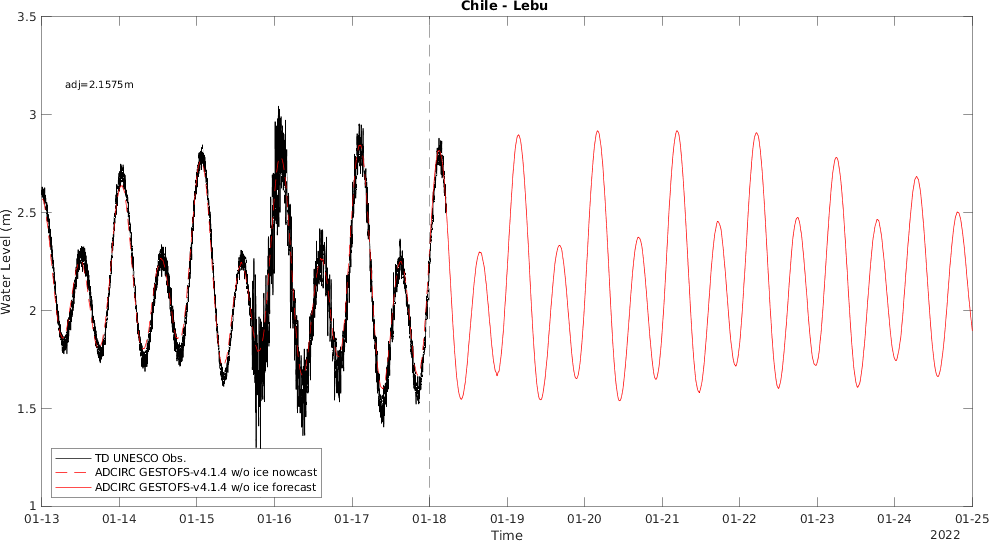 Chile - Lebu
3.5
adj=2.1575m
3
2.5
Water Level (m)
2
1.5
TD UNESCO Obs.
ADCIRC GESTOFS-v4.1.4 w/o ice nowcast
ADCIRC GESTOFS-v4.1.4 w/o ice forecast
1
01-13 01-14 01-15 01-16 01-17 01-18 01-19 01-20 01-21 01-22 01-23 01-24 01-25
Time
2022